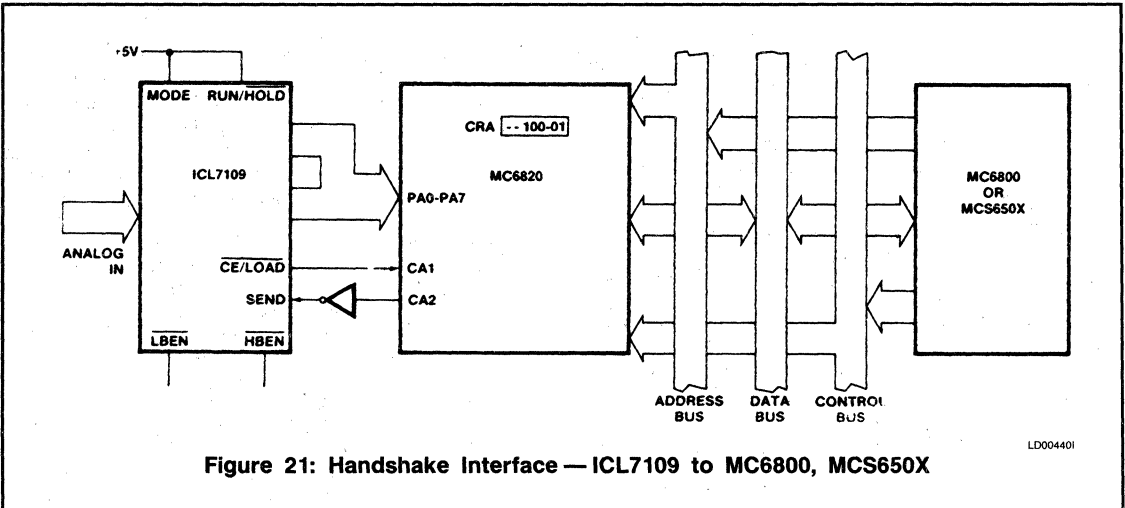 +5V
MODE RUN/HOLD
ICL7109
ANALOG
IN
CE/LOAD
SEND
LBEN HBEN
CRA --100-01
MC6820
PA0-PA7
CA1
CA2
ADDRESS
BUS
DATA
BUS
CONTROL
BUS
MC6800
OR
MCS650X
LD00440I
Figure 21: Handshake Interface — ICL7109 to MC6800, MCS650X